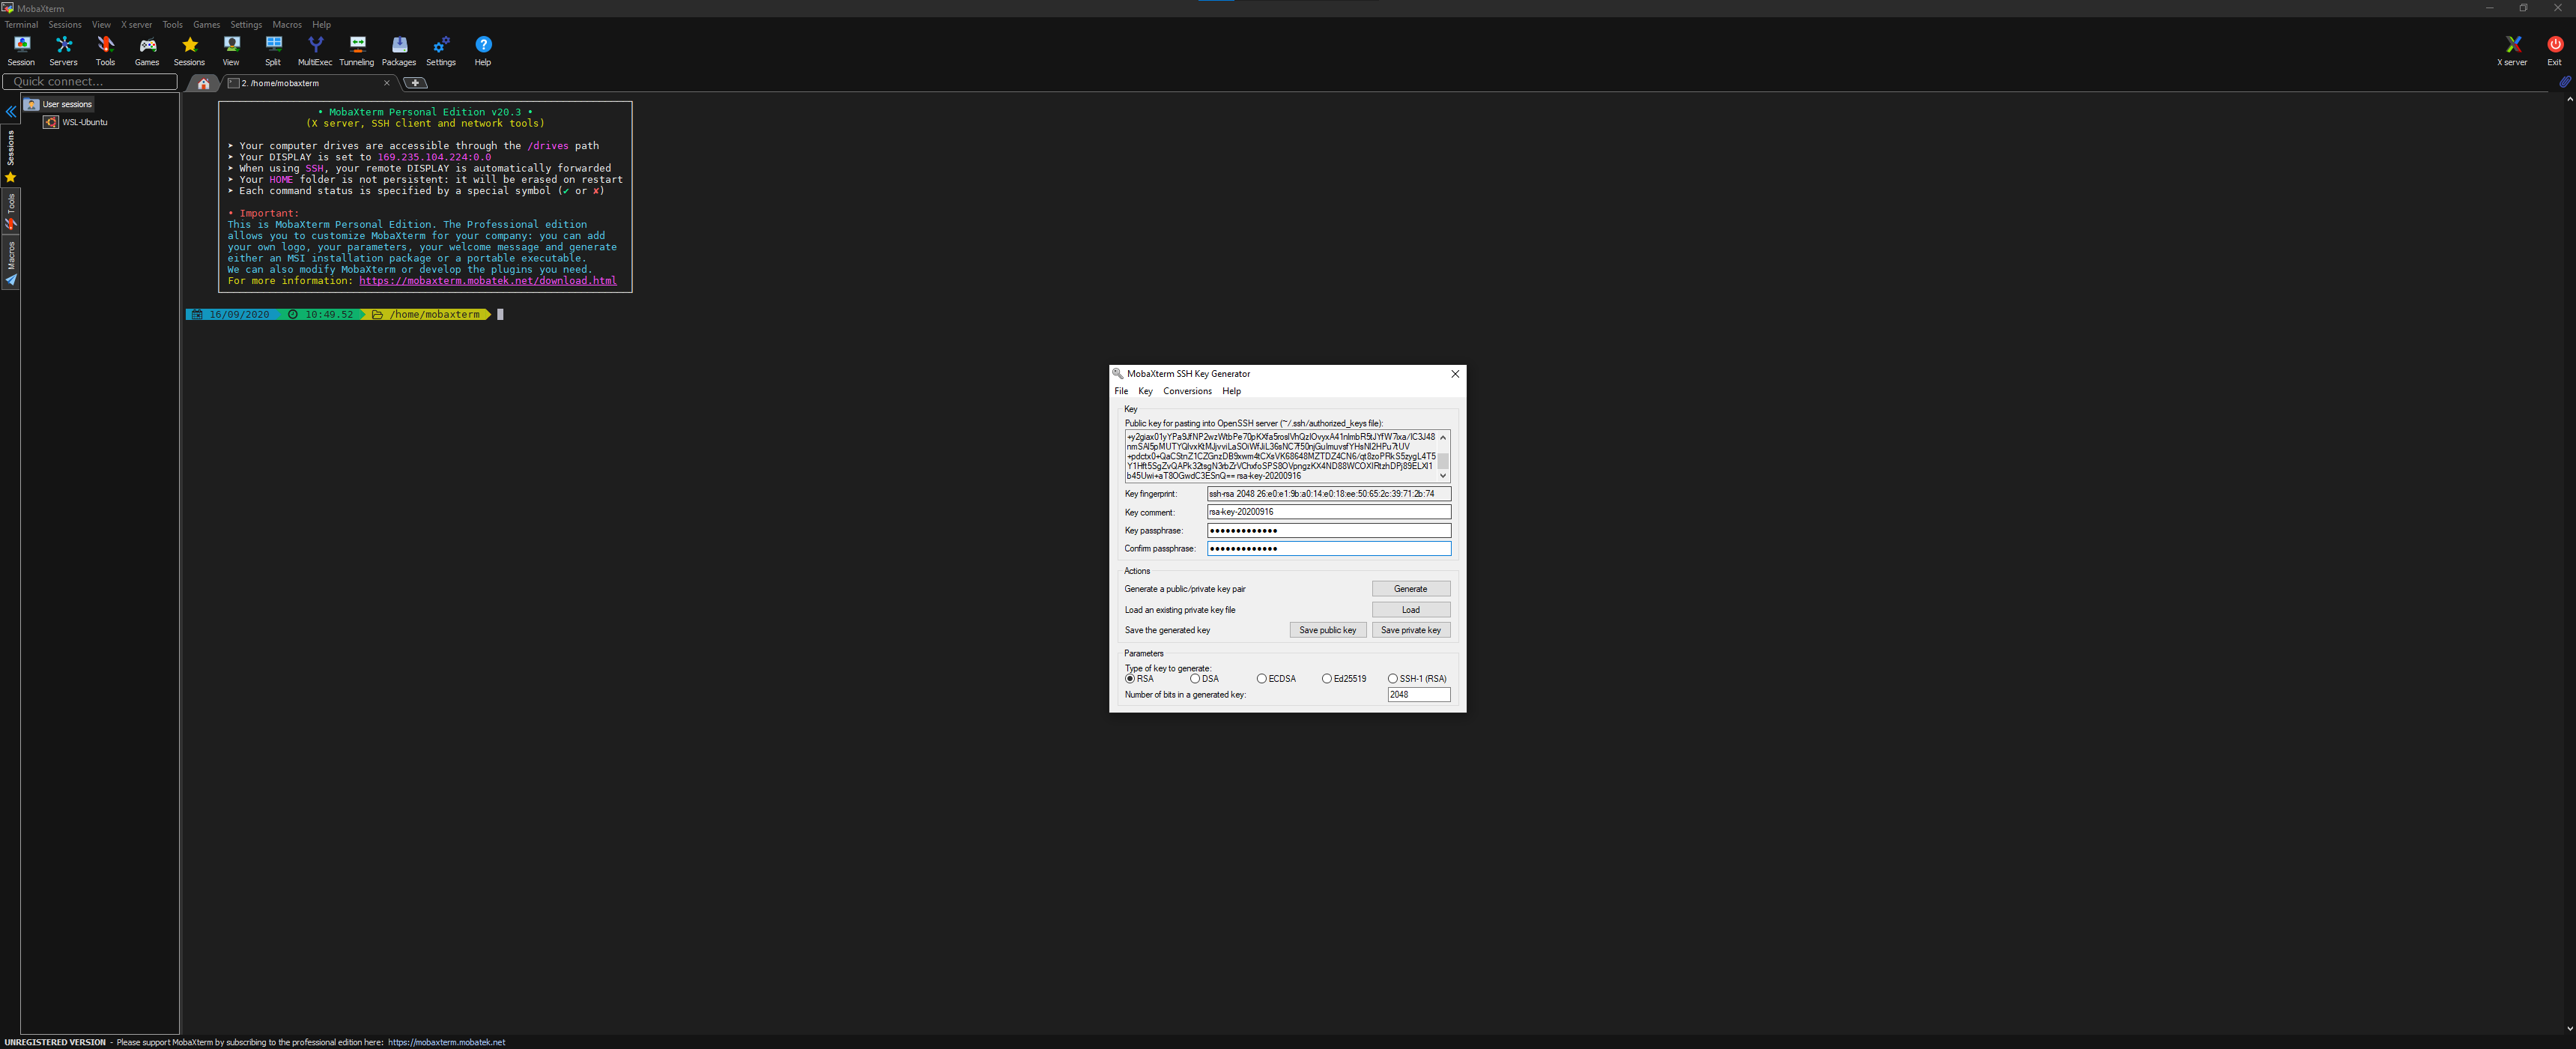 MobaXterm
Terminal Sessions View X server Tools Games Settings Macros Help
Session Servers Tools Games Sessions View Split MultiExec Tunneling Packages Settings Help X server Exit
Quick connect...
2. /home/mobaxterm
User sessions
WSL-Ubuntu
Sessions
Tools
Macros
• MobaXterm Personal Edition v20.3 •
(X server, SSH client and network tools)
➤ Your computer drives are accessible through the /drives path
➤ Your DISPLAY is set to 169.235.104.224:0.0
➤ When using SSH, your remote DISPLAY is automatically forwarded
➤ Your HOME folder is not persistent: it will be erased on restart
➤ Each command status is specified by a special symbol (✔ or ✘)
• Important:
This is MobaXterm Personal Edition. The Professional edition
allows you to customize MobaXterm for your company: you can add
your own logo, your parameters, your welcome message and generate
either an MSI installation package or a portable executable.
We can also modify MobaXterm or develop the plugins you need.
For more information: https://mobaxterm.mobatek.net/download.html
16/09/2020 10:49.52 /home/mobaxterm
MobaXterm SSH Key Generator
File Key Conversions Help
Key
Public key for pasting into OpenSSH server (~/.ssh/authorized_keys file):
b45Uwi+aT8OGwdC3ESnQ== rsa-key-20200916
Key fingerprint: ssh-rsa 2048 26:e0:e1:9b:a0:14:e0:18:ee:50:65:2c:39:71:2b:74
Key comment: rsa-key-20200916
Key passphrase: •••••••••••••
Confirm passphrase: •••••••••••••
Actions
Generate a public/private key pair Generate
Load an existing private key file Load
Save the generated key Save public key Save private key
Parameters
Type of key to generate:
RSA DSA ECDSA Ed25519 SSH-1 (RSA)
Number of bits in a generated key: 2048
UNREGISTERED VERSION - Please support MobaXterm by subscribing to the professional edition here: https://mobaxterm.mobatek.net